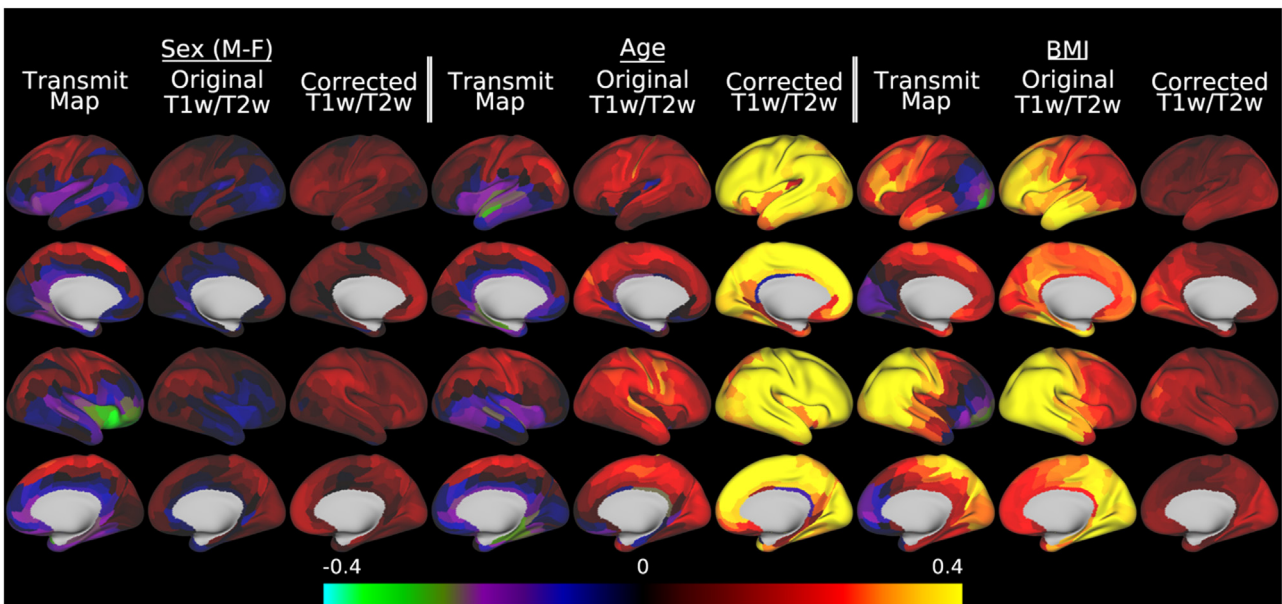 Sex (M-F)
Age
BMI
Transmit Map
Original T1w/T2w
Corrected T1w/T2w
Transmit Map
Original T1w/T2w
Corrected T1w/T2w
Transmit Map
Original T1w/T2w
Corrected T1w/T2w
-0.4
0
0.4